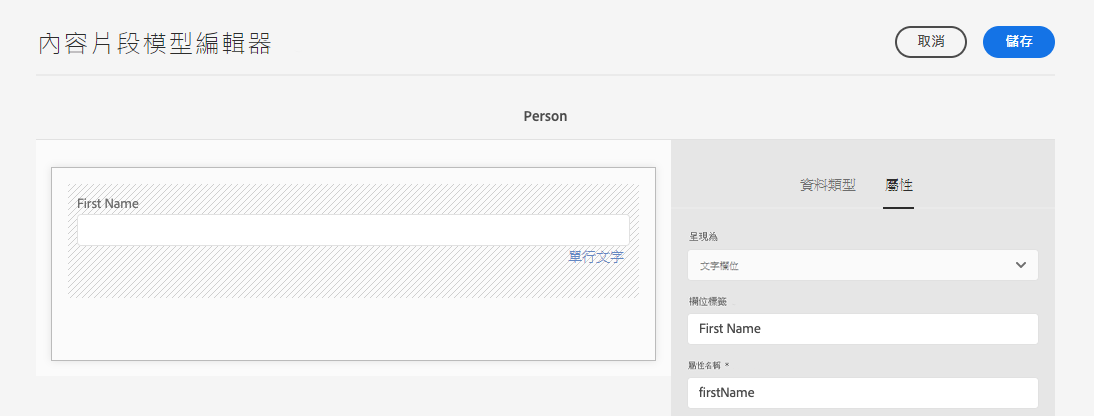 內容片段模型編輯器
取消
儲存
Person
First Name
單行文字
資料類型
屬性
呈現為
文字欄位
欄位標籤
First Name
屬性名稱 *
firstName